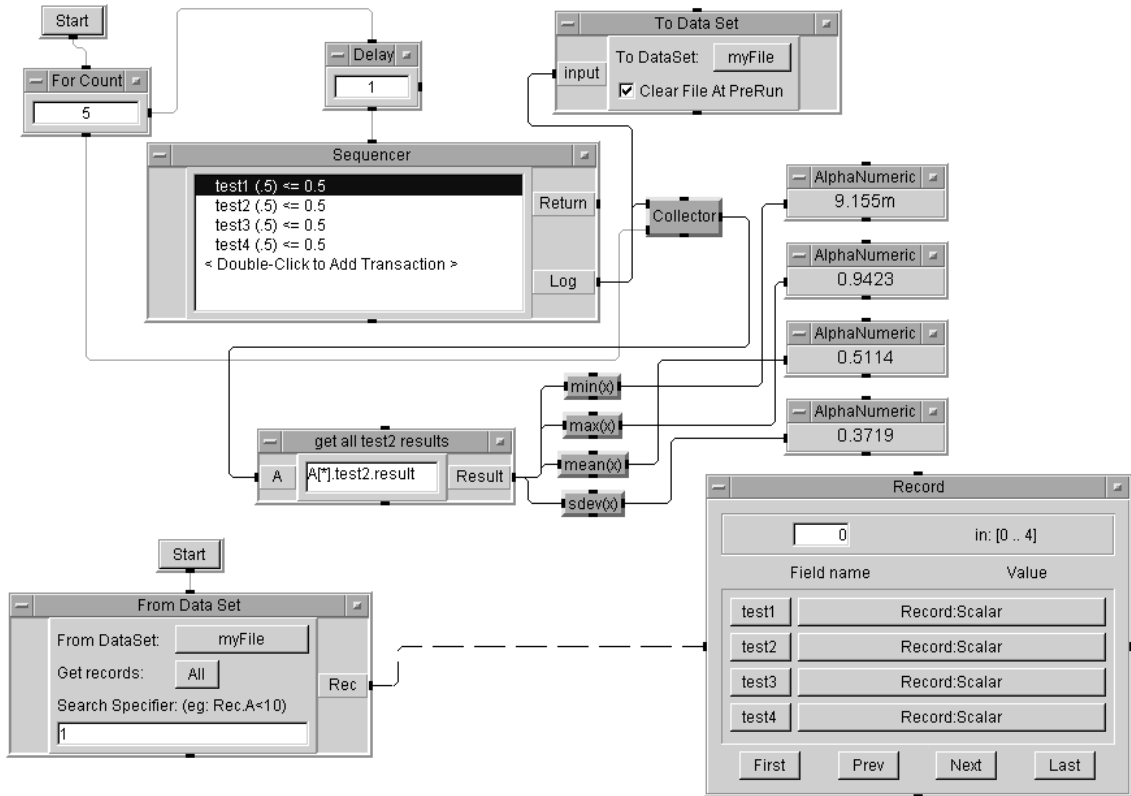 Start
For Count
5
Delay
1
To Data Set
input
To DataSet: myFile
Clear File At PreRun
Sequencer
test1 (.5) <= 0.5
test2 (.5) <= 0.5
test3 (.5) <= 0.5
test4 (.5) <= 0.5
< Double-Click to Add Transaction >
Return
Log
Collector
AlphaNumeric
9.155m
AlphaNumeric
0.9423
AlphaNumeric
0.5114
AlphaNumeric
0.3719
min(x)
max(x)
mean(x)
sdev(x)
get all test2 results
A
A[*].test2.result
Result
Start
From Data Set
From DataSet: myFile
Get records: All
Search Specifier: (eg: Rec.A<10)
1
Rec
Record
0 in: [0 .. 4]
Field name Value
test1 Record:Scalar
test2 Record:Scalar
test3 Record:Scalar
test4 Record:Scalar
First Prev Next Last